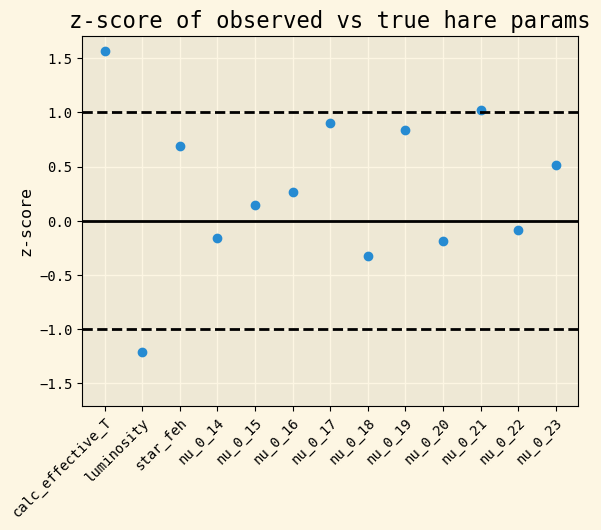 z-score of observed vs true hare params
z-score
1.5
1.0
0.5
0.0
−0.5
−1.0
−1.5
calc_effective_T
luminosity
star_feh
nu_0_14
nu_0_15
nu_0_16
nu_0_17
nu_0_18
nu_0_19
nu_0_20
nu_0_21
nu_0_22
nu_0_23